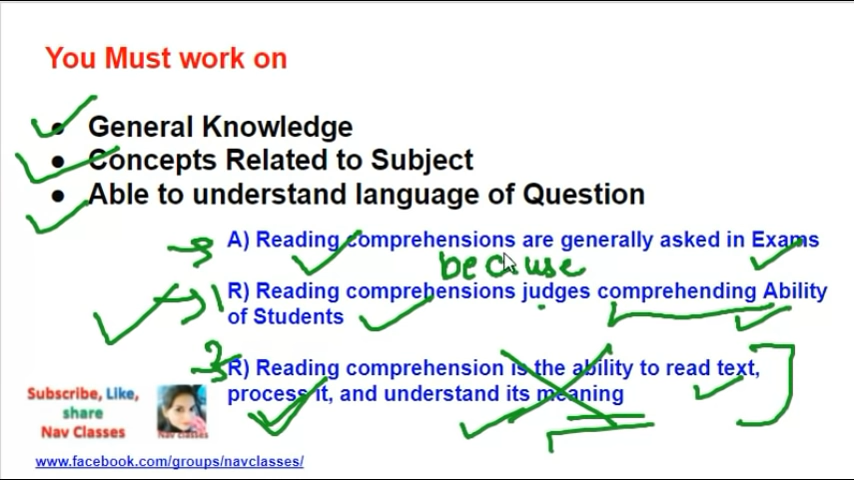 You Must work on
● General Knowledge
● Concepts Related to Subject
● Able to understand language of Question
A) Reading comprehensions are generally asked in Exams
because
R) Reading comprehensions judges comprehending Ability
of Students
R) Reading comprehension is the ability to read text,
process it, and understand its meaning
Subscribe, Like,
share
Nav Classes
Nav Classes
www.facebook.com/groups/navclasses/